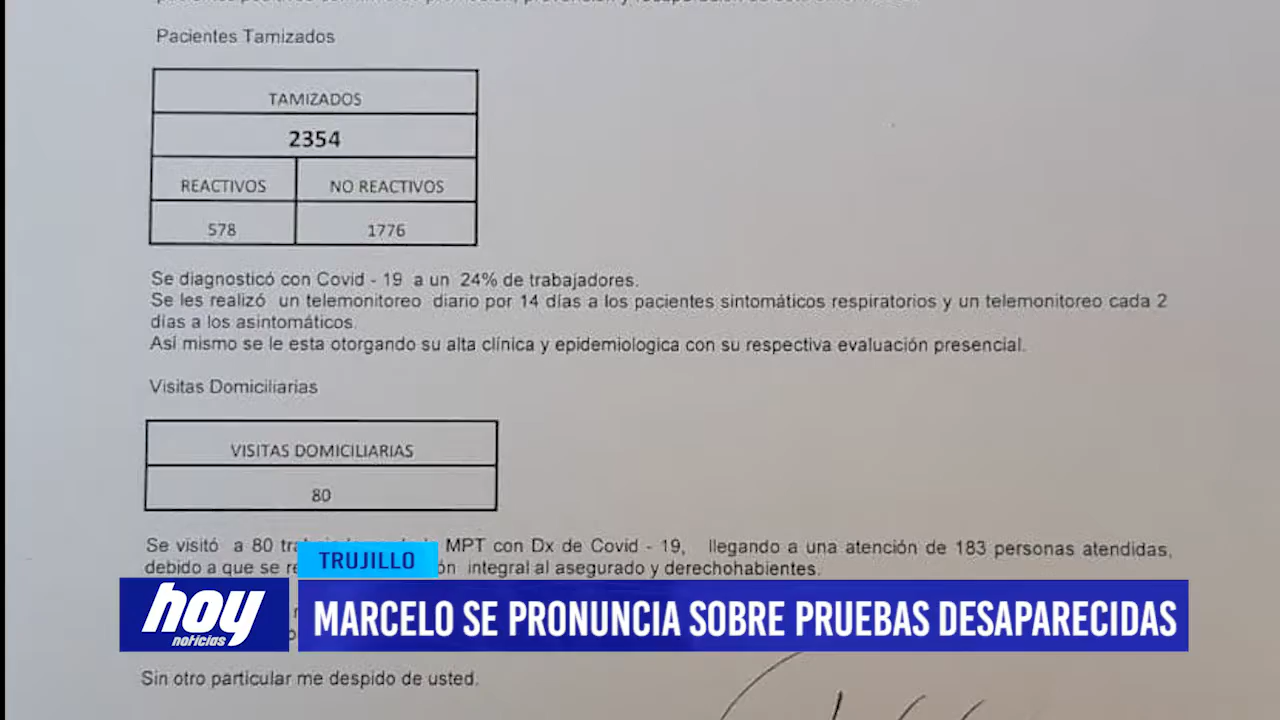 Pacientes Tamizados
TAMIZADOS
2354
REACTIVOS NO REACTIVOS
578 1776
Se diagnosticó con Covid - 19 a un 24% de trabajadores.
Se les realizó un telemonitoreo diario por 14 días a los pacientes sintomáticos respiratorios y un telemonitoreo cada 2
días a los asintomáticos.
Así mismo se le esta otorgando su alta clínica y epidemiologica con su respectiva evaluación presencial.
Visitas Domiciliarias
VISITAS DOMICILIARIAS
80
Se visitó a 80 MPT con Dx de Covid - 19, llegando a una atención de 183 personas atendidas,
debido a que se integral al asegurado y derechohabientes.
TRUJILLO
hoy
noticias
MARCELO SE PRONUNCIA SOBRE PRUEBAS DESAPARECIDAS
Sin otro particular me despido de usted.